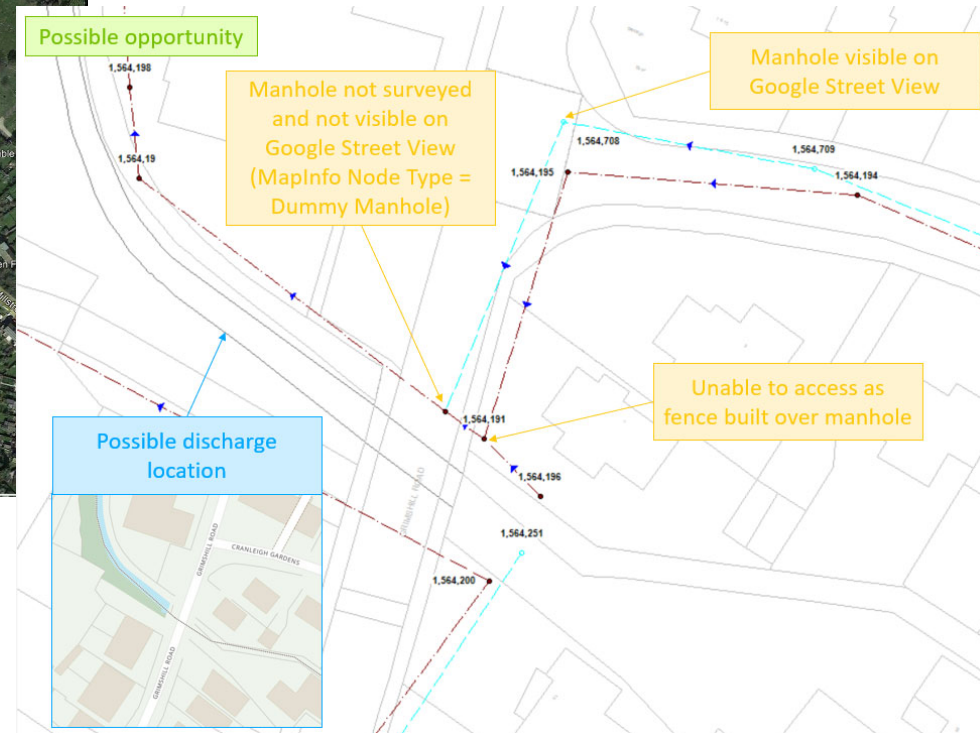 Possible opportunity
1,564,198
Manhole not surveyed
and not visible on
Google Street View
(MapInfo Node Type =
Dummy Manhole)
Manhole visible on
Google Street View
1,564,19
1,564,708
1,564,709
1,564,195
1,564,194
Unable to access as
fence built over manhole
1,564,191
Possible discharge
location
1,564,196
GRIMSHILL ROAD
1,564,251
1,564,200
GRIMSHILL ROAD
CRANLEIGH GARDENS
GRIMSHILL ROAD